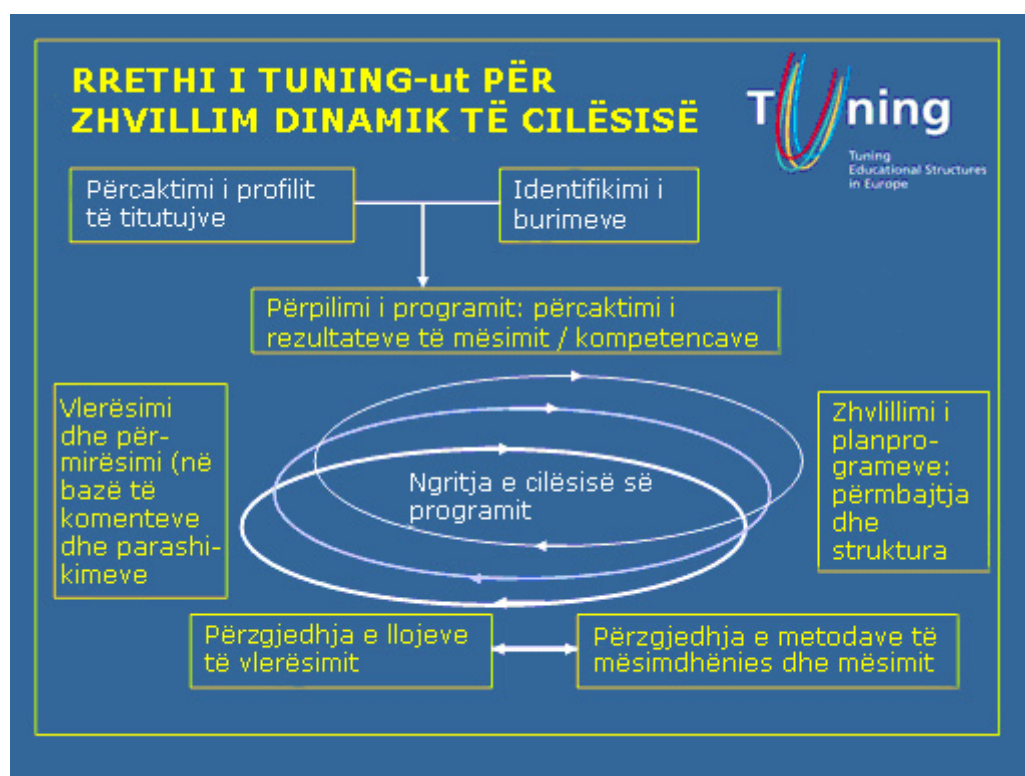 RRETHI I TUNING-ut PËR
ZHVILLIM DINAMIK TË CILËSISË
Tuning
Tuning
Educational Structures
in Europe
Përcaktimi i profilit
të titutujve
Identifikimi i
burimeve
Përpilimi i programit: përcaktimi i
rezultateve të mësimit / kompetencave
Vlerësimi
dhe për-
mirësimi (në
bazë të
komenteve
dhe parashi-
kimeve
Ngritja e cilësisë së
programit
Zhvlillimi i
planpro-
grameve:
përmbajtja
dhe
struktura
Përzgjedhja e llojeve
të vlerësimit
Përzgjedhja e metodave të
mësimdhënies dhe mësimit